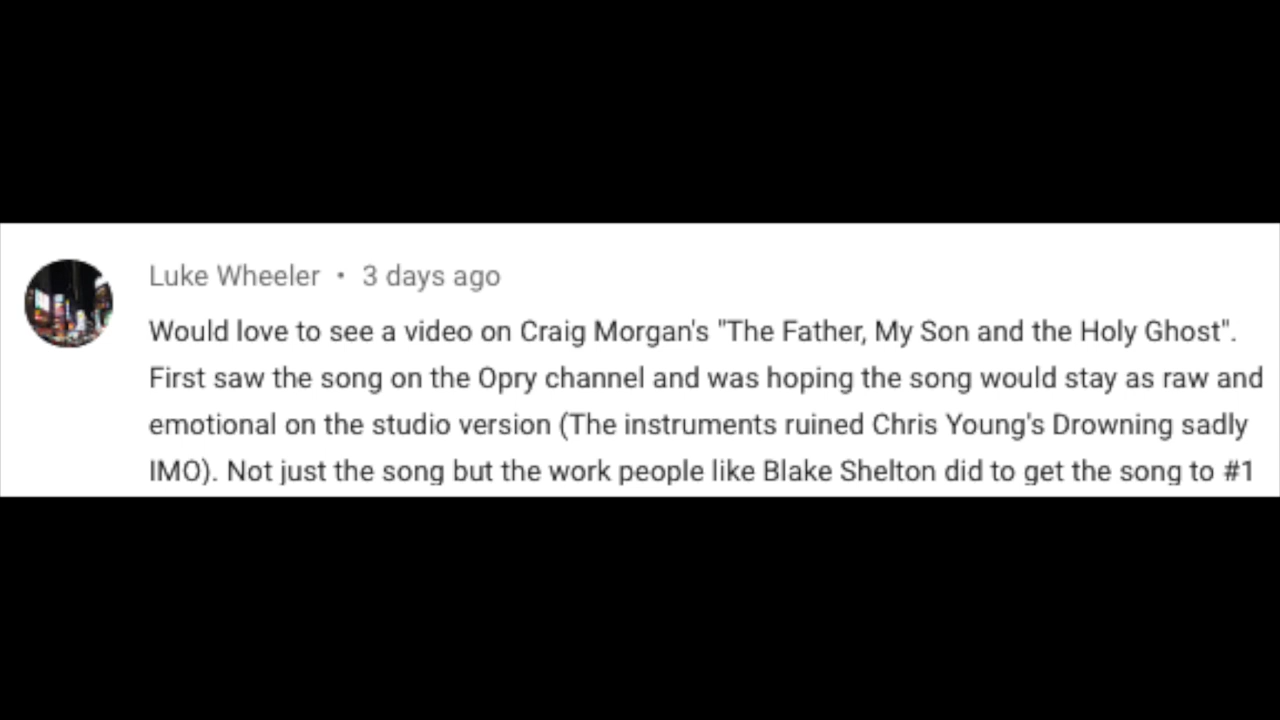 Luke Wheeler • 3 days ago
Would love to see a video on Craig Morgan's "The Father, My Son and the Holy Ghost".
First saw the song on the Opry channel and was hoping the song would stay as raw and
emotional on the studio version (The instruments ruined Chris Young's Drowning sadly
IMO). Not just the song but the work people like Blake Shelton did to get the song to #1